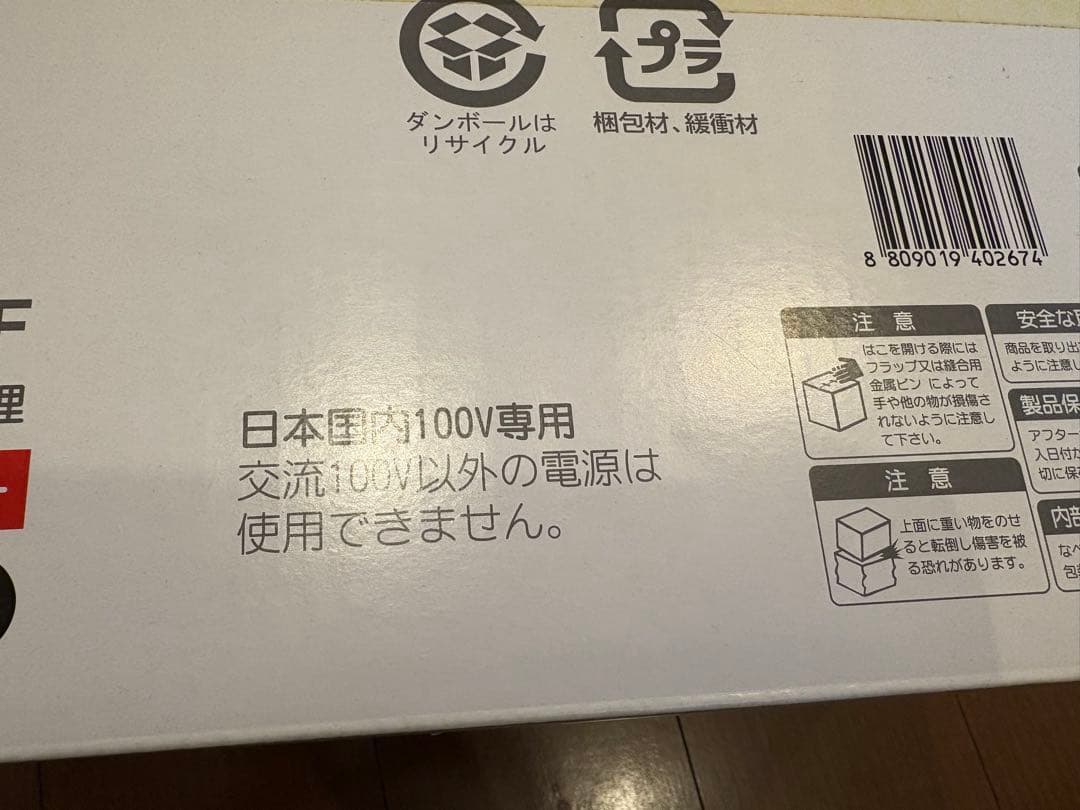 プラ
ダンボールは
リサイクル
梱包材、緩衝材
8 809019 402674
理
日本国内100V専用
交流100V以外の電源は
使用できません。
注 意
はこを開ける際には
フラップ又は縫合用
金属ピン によって
手や他の物が損傷さ
れないように注意し
て下さい。
注 意
上面に重い物をのせ
ると転倒し傷害を被
る恐れがあります。
安全な
商品を取り出
ように注意し
製品保
アフター
入日付か
切に保
内部
なべ
包